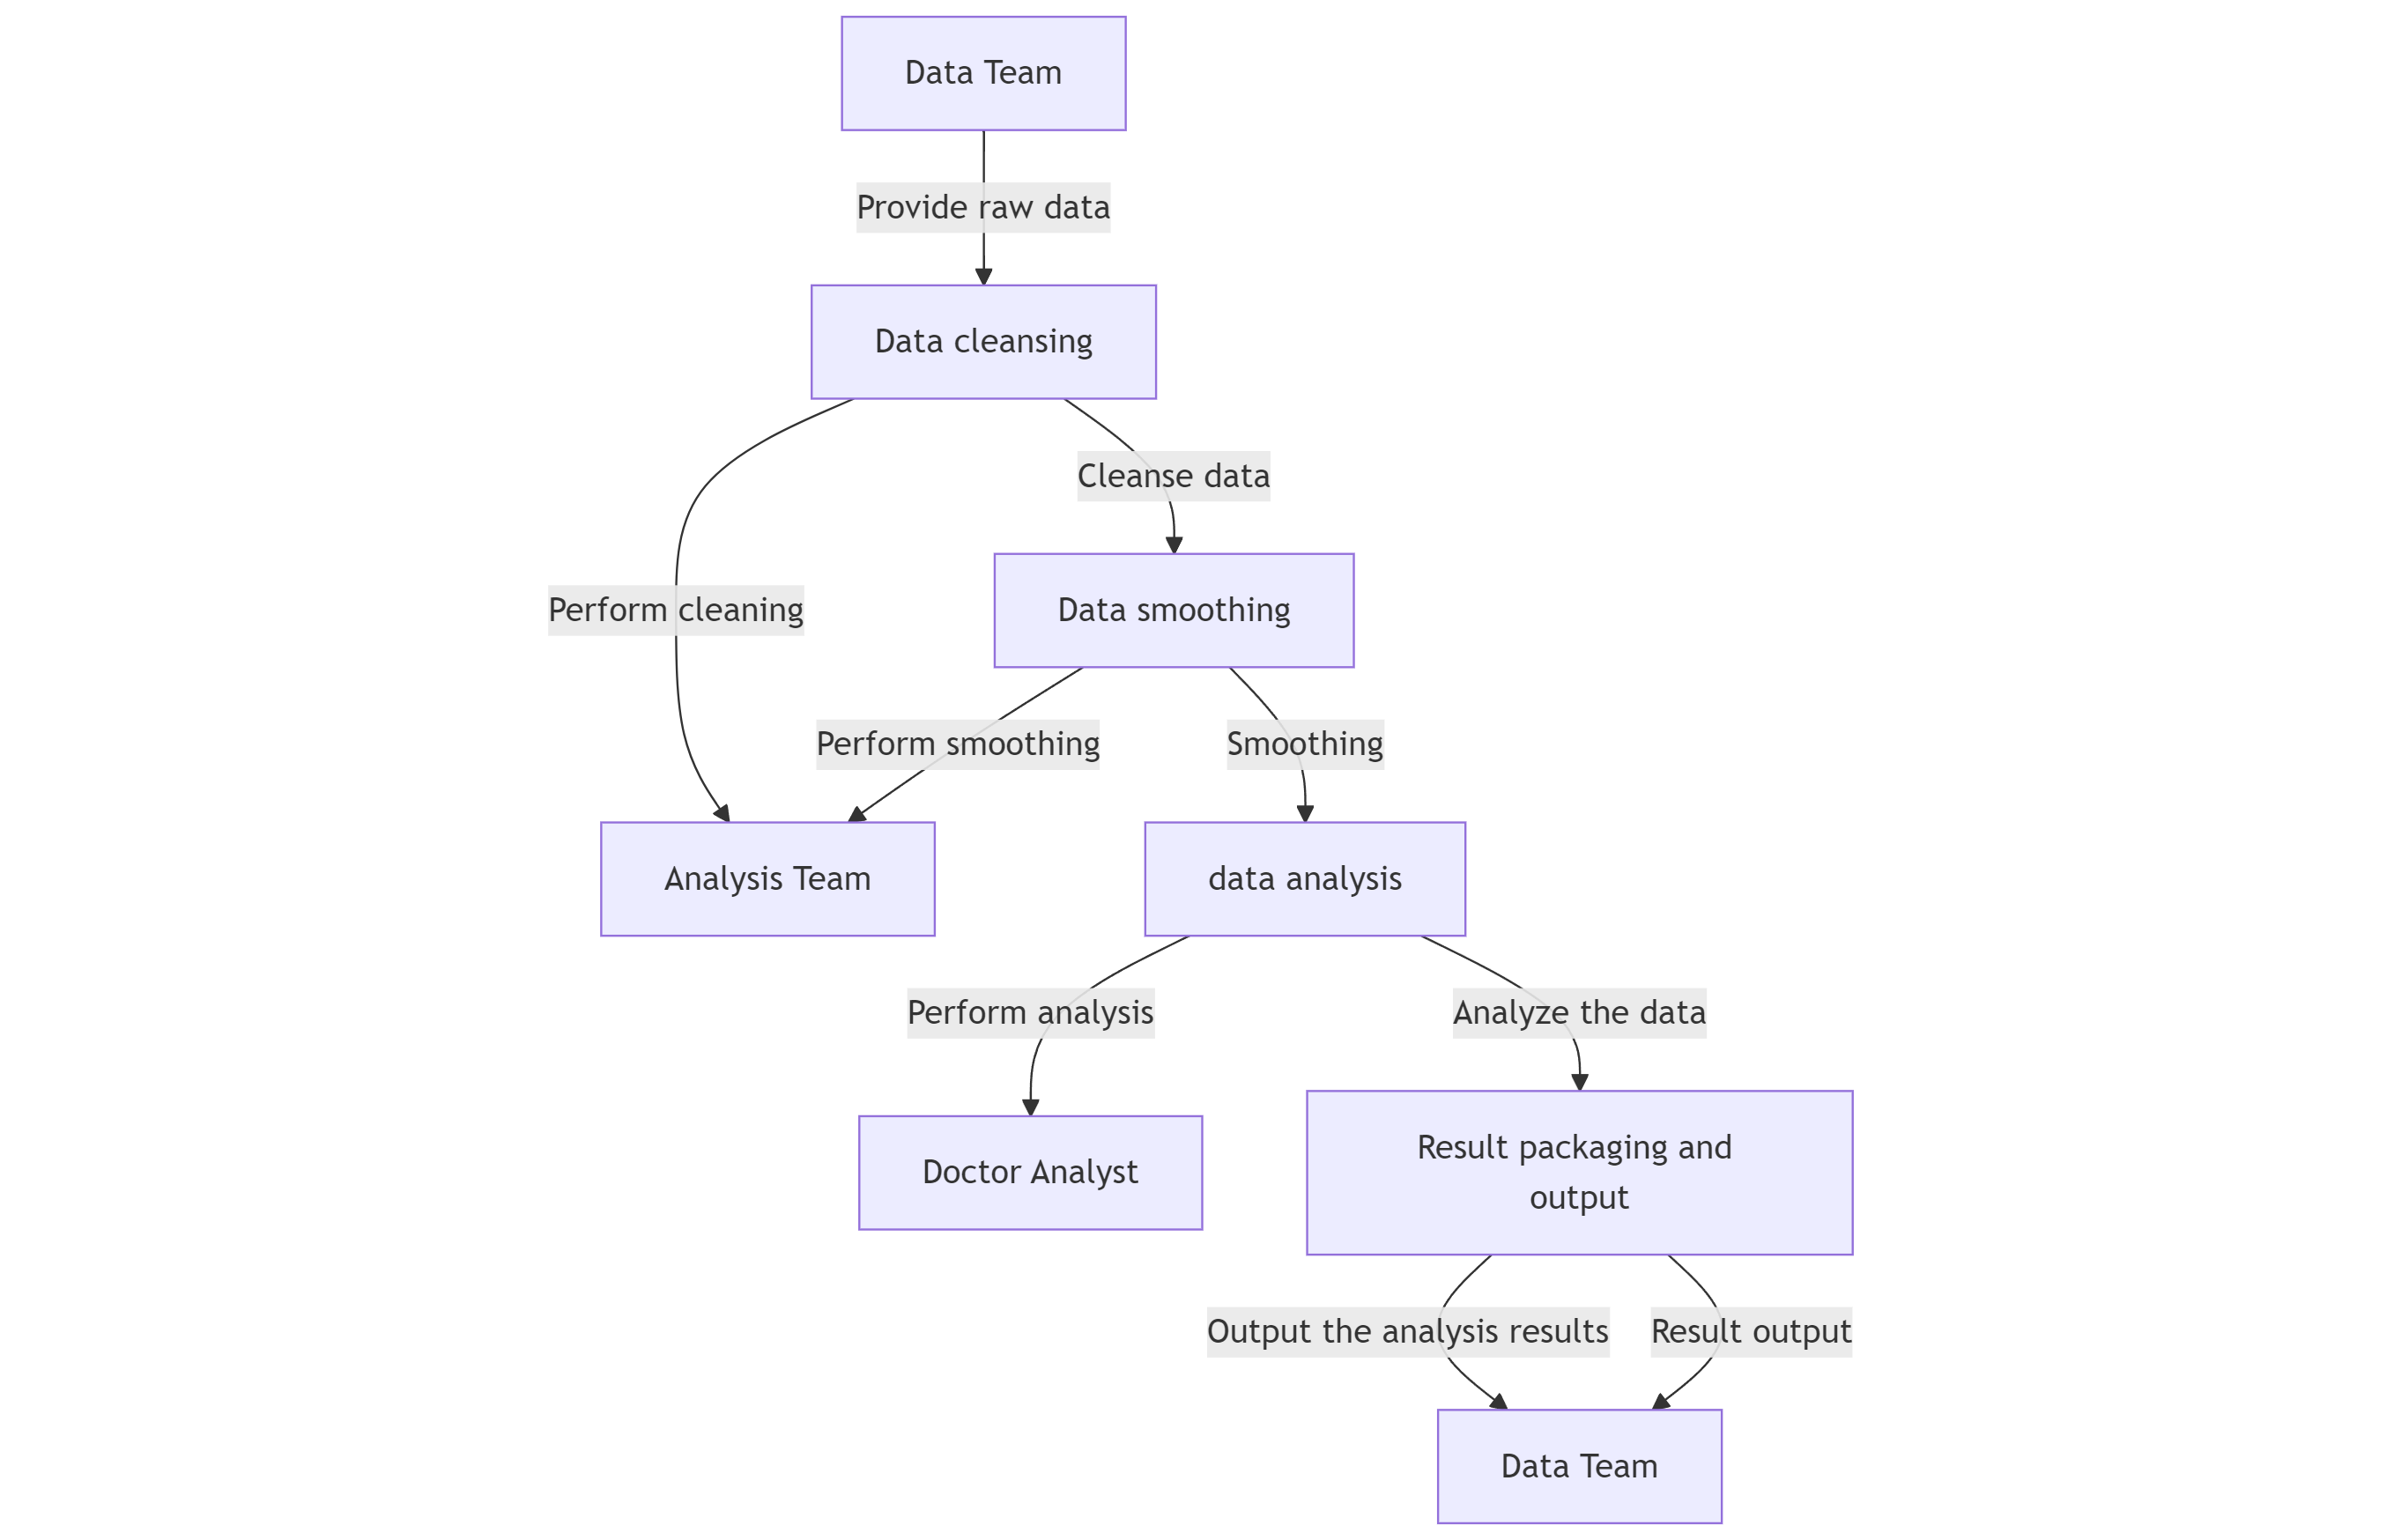 Data Team
Provide raw data
Data cleansing
Cleanse data
Perform cleaning
Data smoothing
Perform smoothing
Smoothing
Analysis Team
data analysis
Perform analysis
Analyze the data
Doctor Analyst
Result packaging and
output
Output the analysis results
Result output
Data Team